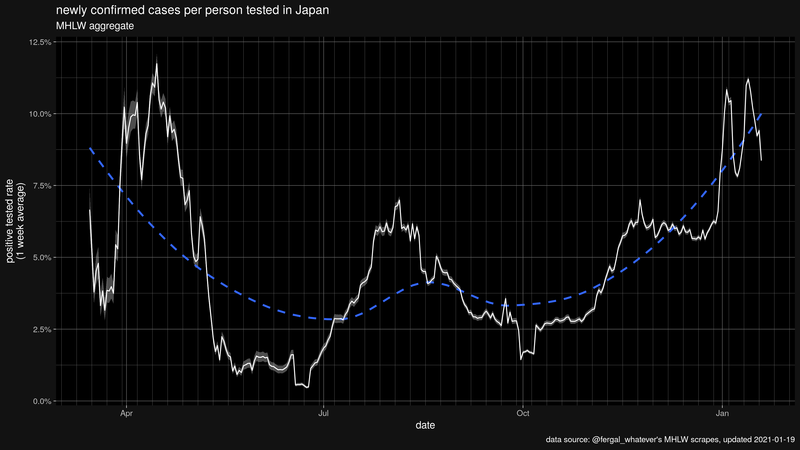 newly confirmed cases per person tested in Japan
MHLW aggregate
12.5%
10.0%
7.5%
5.0%
2.5%
0.0%
positive tested rate
(1 week average)
Apr
Jul
Oct
Jan
date
data source: @fergal_whatever's MHLW scrapes, updated 2021-01-19